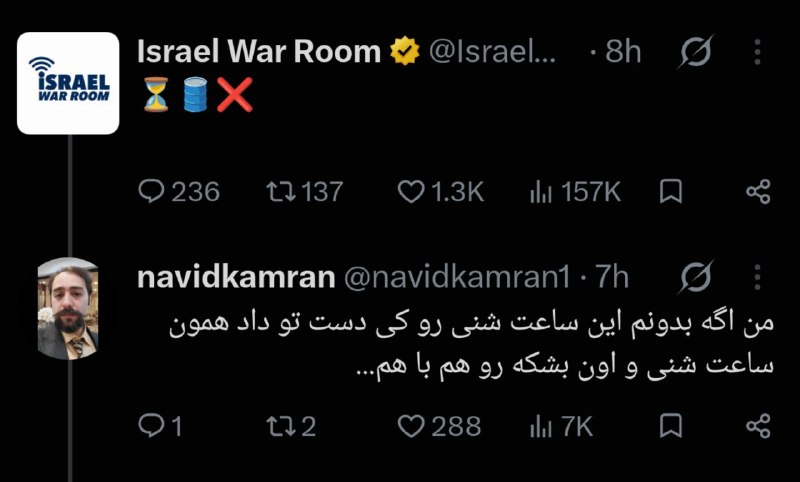 ISRAEL
WAR ROOM
Israel War Room @Israel... · 8h
⏳🛢️❌
236 137 1.3K 157K
navidkamran @navidkamran1 · 7h
من اگه بدونم این ساعت شنی رو کی دست تو داد همون
ساعت شنی و اون بشکه رو هم با هم...
1 2 288 7K